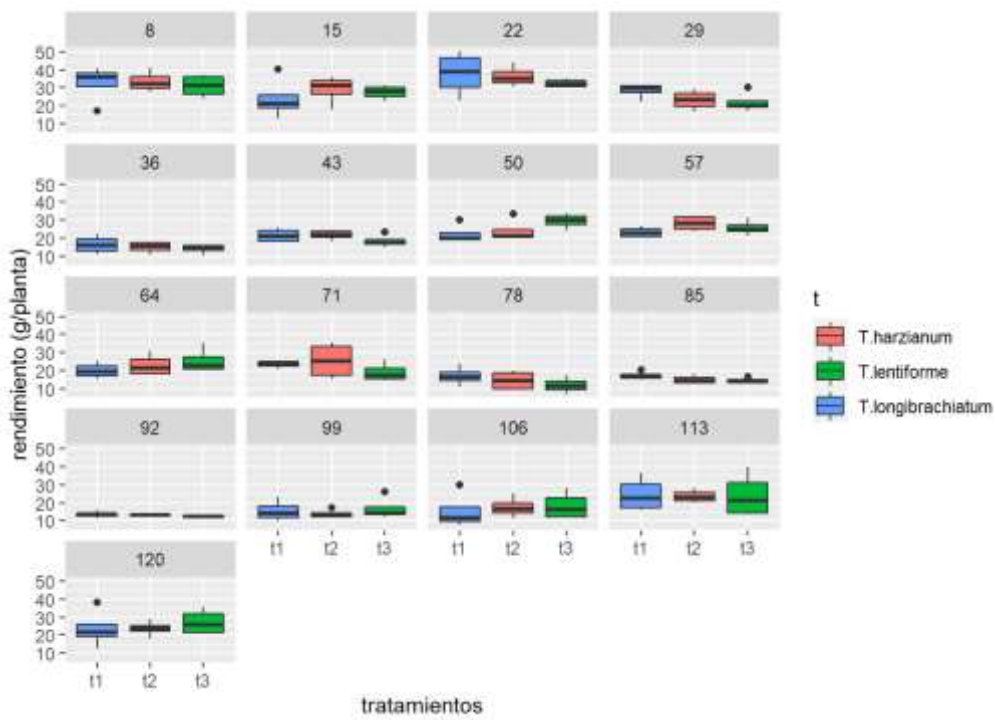 8 15 22 29
50
40
30
20
10
36 43 50 57
50
40
30
20
10
64 71 78 85
50
40
30
20
10
92 99 106 113
50
40
30
20
10
t1 t2 t3 t1 t2 t3 t1 t2 t3
120
50
40
30
20
10
t1 t2 t3
rendimiento (g/planta)
tratamientos
t
T.harzianum
T.lentiforme
T.longibrachiatum